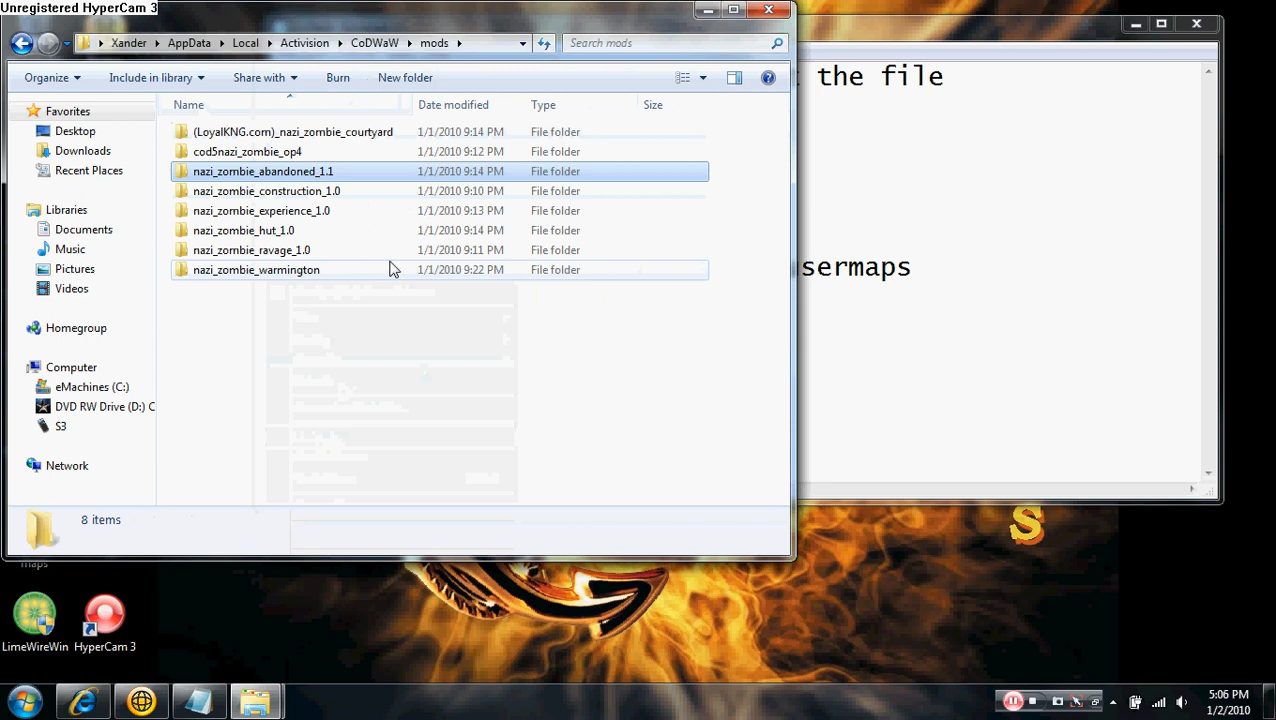 Unregistered HyperCam 3
Xander AppData Local Activision CoDWaW mods Search mods
Organize Include in library Share with Burn New folder
the file
Name Date modified Type Size
Favorites
Desktop
Downloads
Recent Places
Libraries
Documents
Music
Pictures
Videos
Homegroup
Computer
eMachines (C:)
DVD RW Drive (D:) C
S3
Network
(LoyalKNG.com)_nazi_zombie_courtyard 1/1/2010 9:14 PM File folder
cod5nazi_zombie_op4 1/1/2010 9:12 PM File folder
nazi_zombie_abandoned_1.1 1/1/2010 9:14 PM File folder
nazi_zombie_construction_1.0 1/1/2010 9:10 PM File folder
nazi_zombie_experience_1.0 1/1/2010 9:13 PM File folder
nazi_zombie_hut_1.0 1/1/2010 9:14 PM File folder
nazi_zombie_ravage_1.0 1/1/2010 9:11 PM File folder
nazi_zombie_warmington 1/1/2010 9:22 PM File folder
sermaps
8 items
S
maps
LimeWireWin HyperCam 3
5:06 PM
1/2/2010